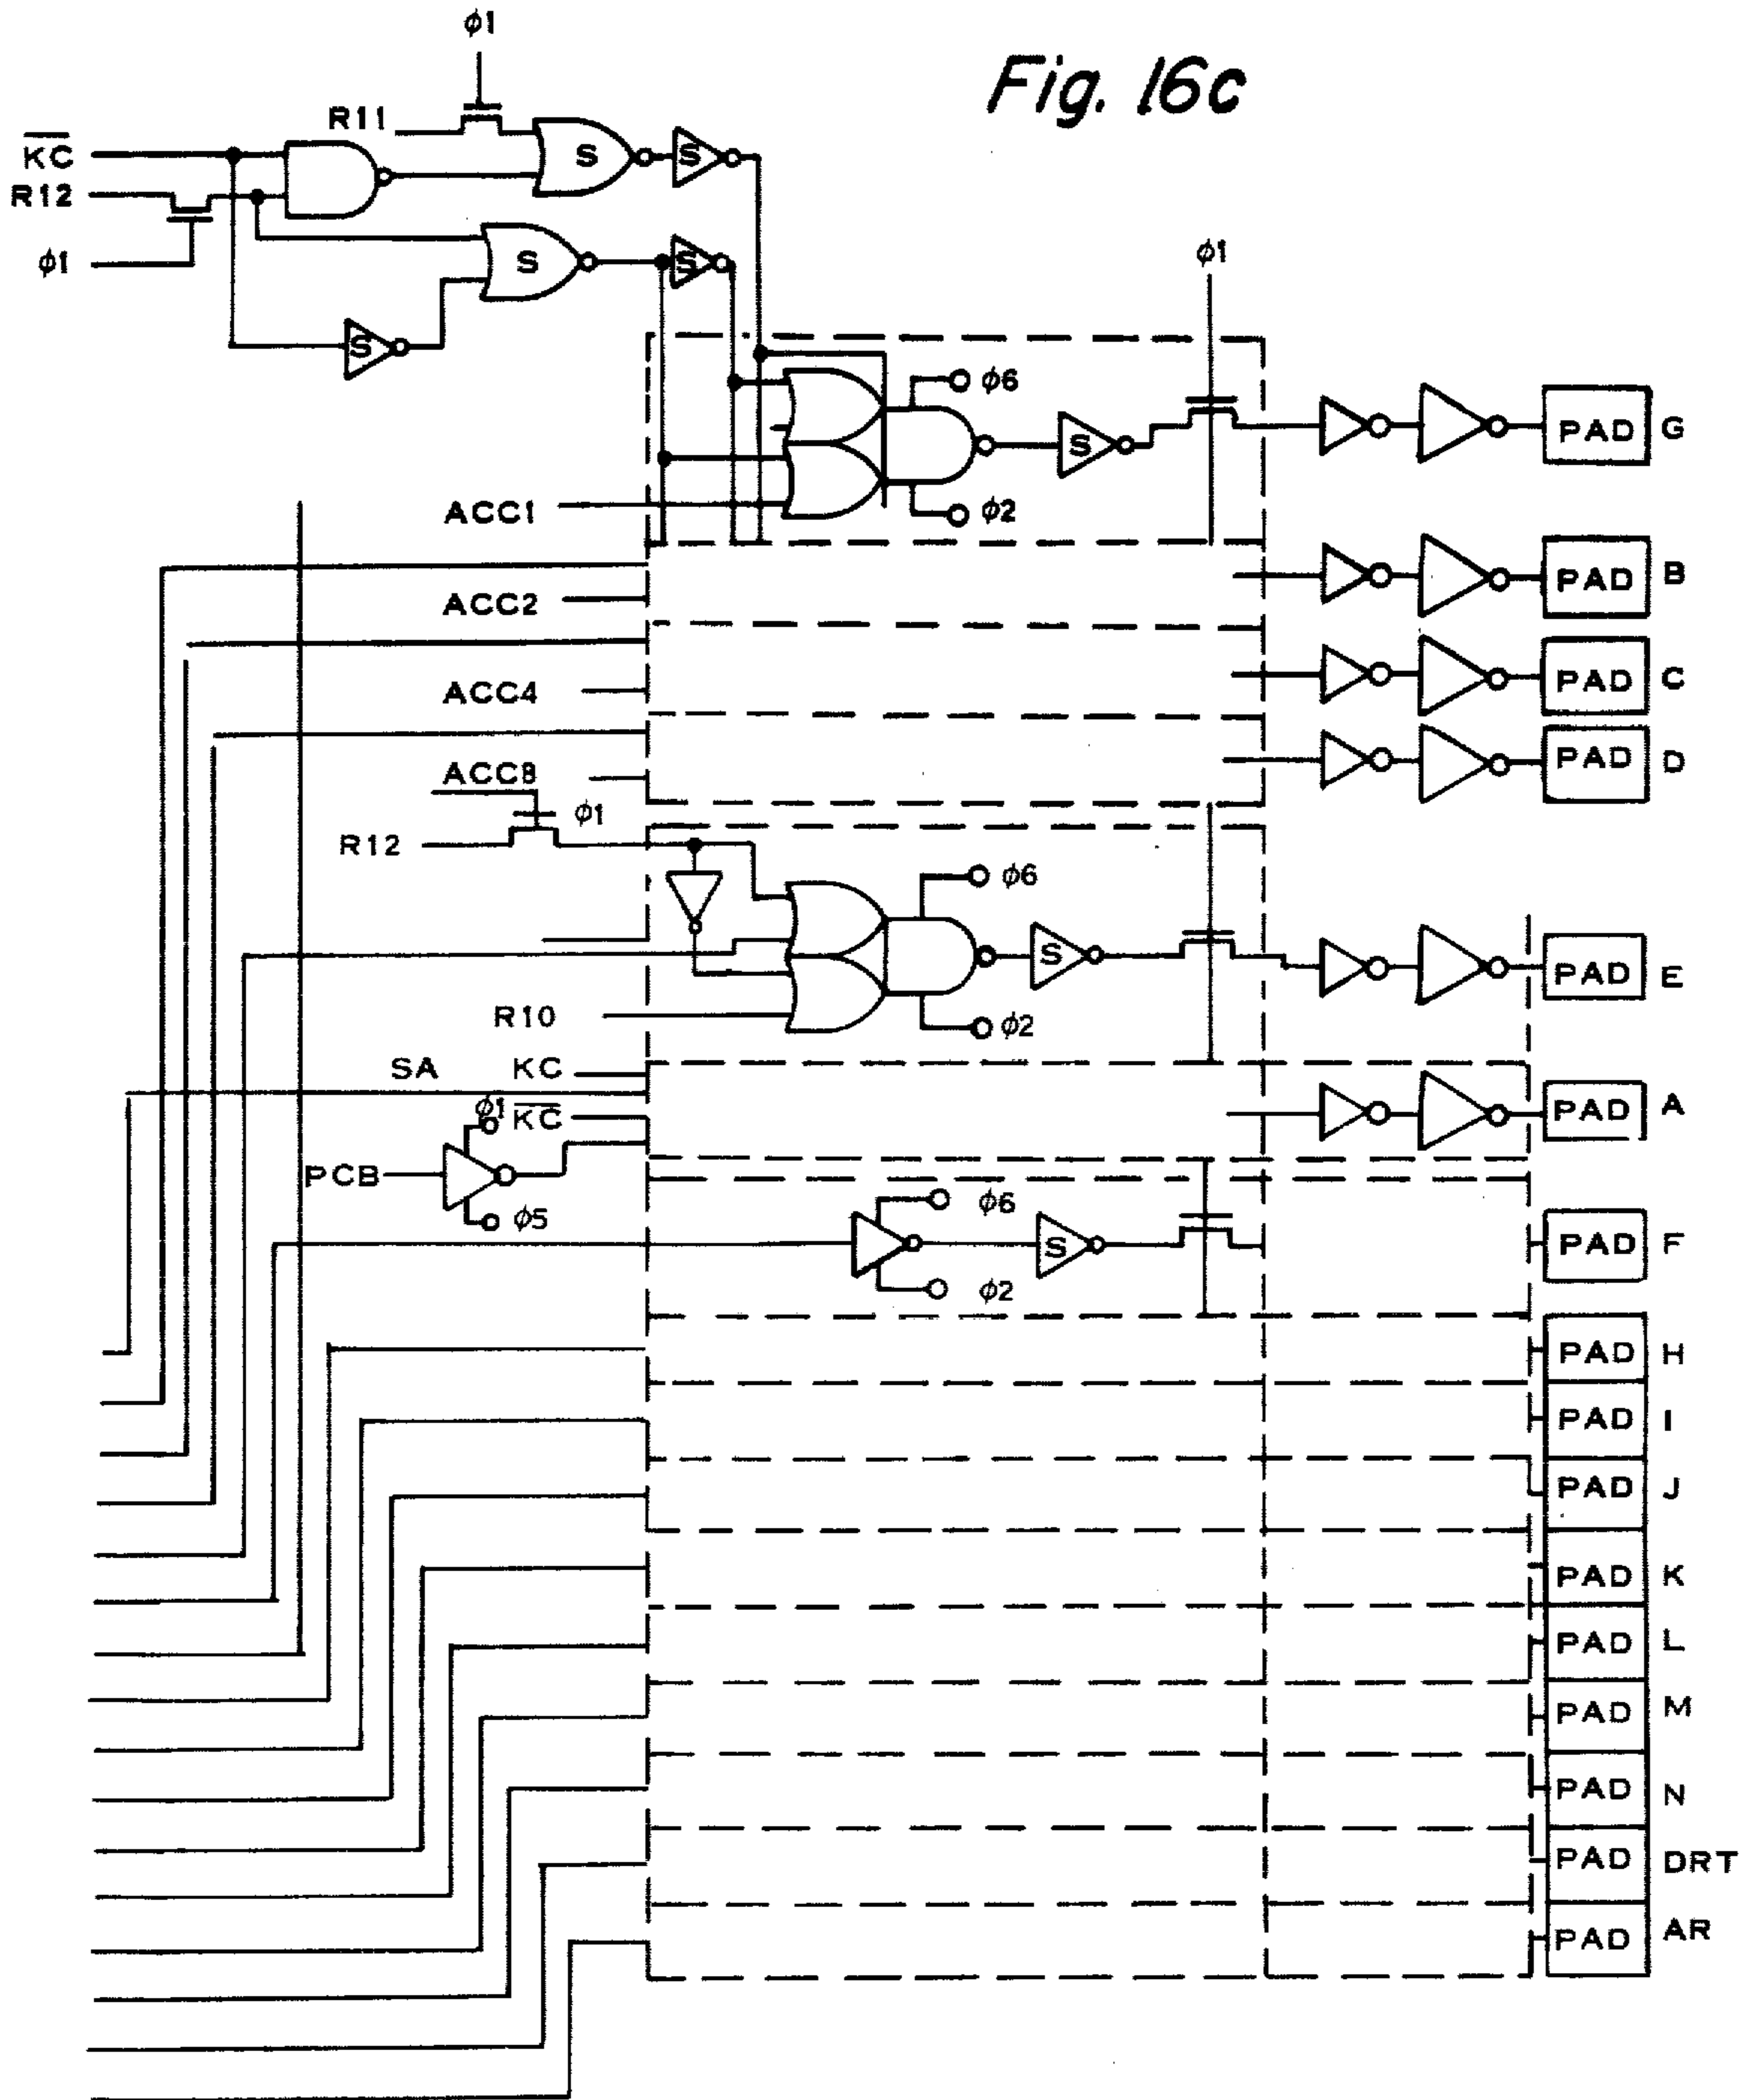 Fig. 16c
ϕ1
R11
K̅C̅
S
S
R12
ϕ1
S
S
ϕ1
S
ϕ6
S
PAD G
ACC1
ϕ2
PAD B
ACC2
PAD C
ACC4
PAD D
ACC8
ϕ1
R12
ϕ6
S
PAD E
R10
ϕ2
SA KC
PAD A
ϕ1 K̅C̅
PCB
ϕ5
ϕ6
S
PAD F
ϕ2
PAD H
PAD I
PAD J
PAD K
PAD L
PAD M
PAD N
PAD DRT
PAD AR